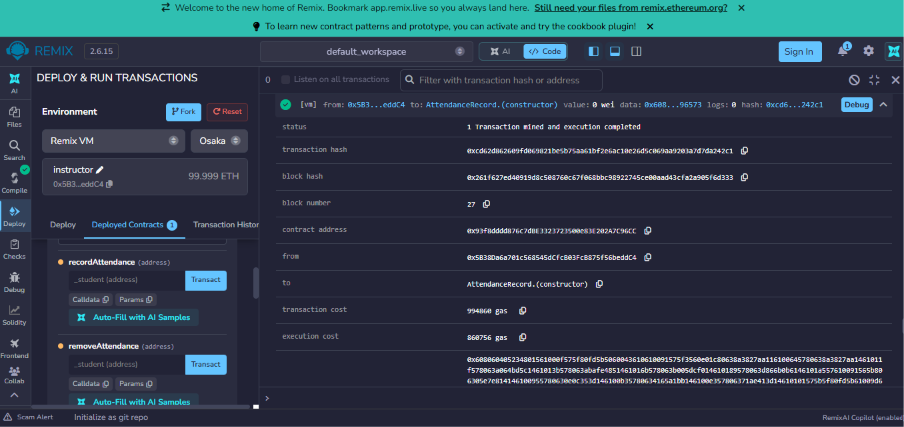 Welcome to the new home of Remix. Bookmark app.remix.live so you always land here. Still need your files from remix.ethereum.org? ×
To learn new contract patterns and prototype, you can activate and try the cookbook plugin! ×
REMIX 2.6.15 default_workspace AI </> Code Sign In 1
AI
Files
Search
Compile
Deploy
Checks
Debug
Solidity
Frontend
Collab
DEPLOY & RUN TRANSACTIONS
Environment Fork Reset
Remix VM Osaka
instructor
0x5B3...eddC4 99.999 ETH
Deploy Deployed Contracts 1 Transaction Histor
recordAttendance (address)
_student (address) Transact
Calldata Params
Auto-Fill with AI Samples
removeAttendance (address)
_student (address) Transact
Calldata Params
Auto-Fill with AI Samples
0 Listen on all transactions Filter with transaction hash or address
[vm] from: 0x5B3...eddC4 to: AttendanceRecord.(constructor) value: 0 wei data: 0x608...96573 logs: 0 hash: 0xcd6...242c1 Debug
status 1 Transaction mined and execution completed
transaction hash
block hash
block number 27
contract address
from 0x5B38Da6a701c568545dCfcB03FcB875f56beddC4
to AttendanceRecord.(constructor)
transaction cost 994860 gas
execution cost 860756 gas
>
Scam Alert Initialize as git repo RemixAI Copilot (enabled